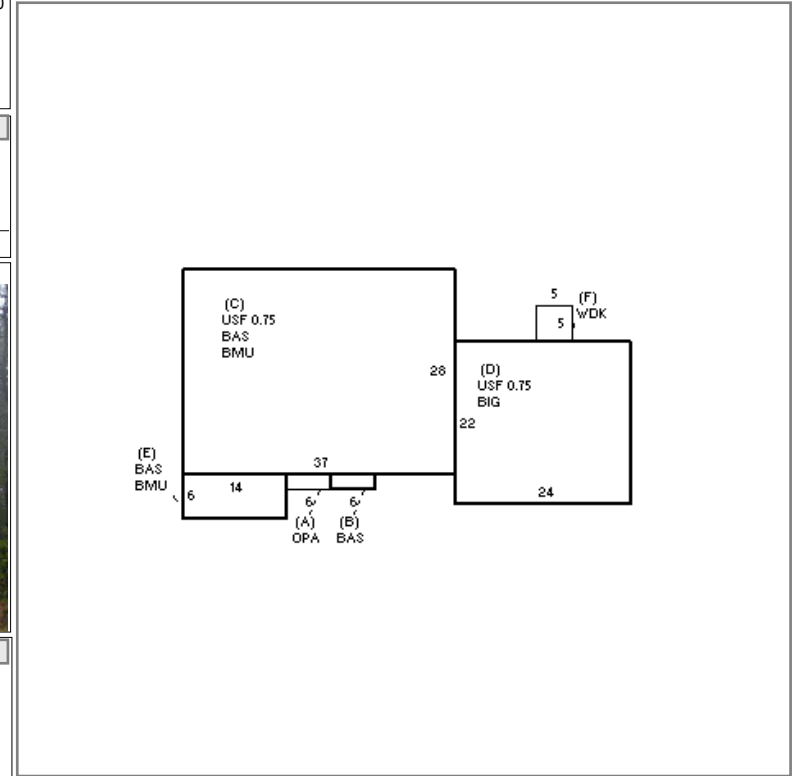 5 (F)
WDK
5
(C)
USF 0.75
BAS
BMU
28
(D)
USF 0.75
BIG
22
(E)
BAS
BMU
6
14
37
24
6
(A)
OPA
6
(B)
BAS